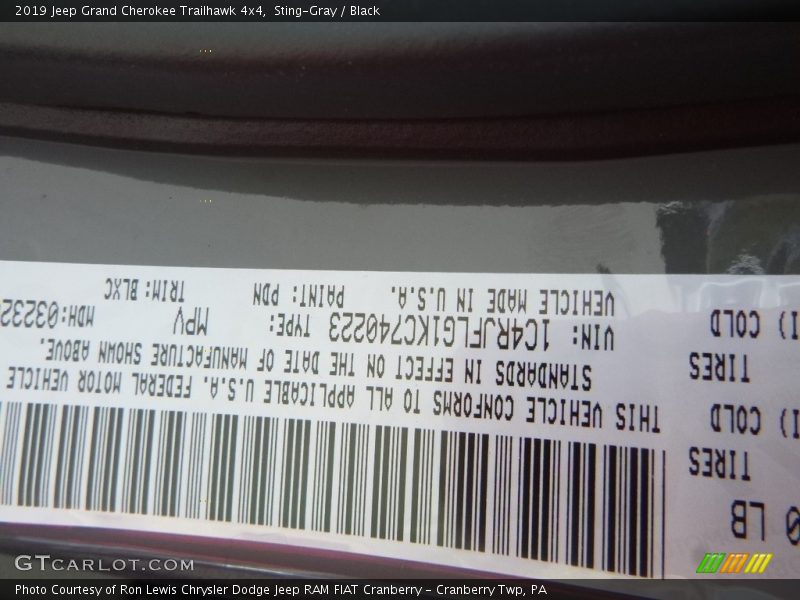 2019 Jeep Grand Cherokee Trailhawk 4x4, Sting-Gray / Black
0 LB
TIRES
I) COLD
TIRES
I) COLD
THIS VEHICLE CONFORMS TO ALL APPLICABLE U.S.A. FEDERAL MOTOR VEHICLE
STANDARDS IN EFFECT ON THE DATE OF MANUFACTURE SHOWN ABOVE.
VIN: 1C4RJFLG1KC740223 TYPE: MPV MDH:032322
VEHICLE MADE IN U.S.A. PAINT: PDN TRIM: BLXC
GTCARLOT.COM
Photo Courtesy of Ron Lewis Chrysler Dodge Jeep RAM FIAT Cranberry - Cranberry Twp, PA